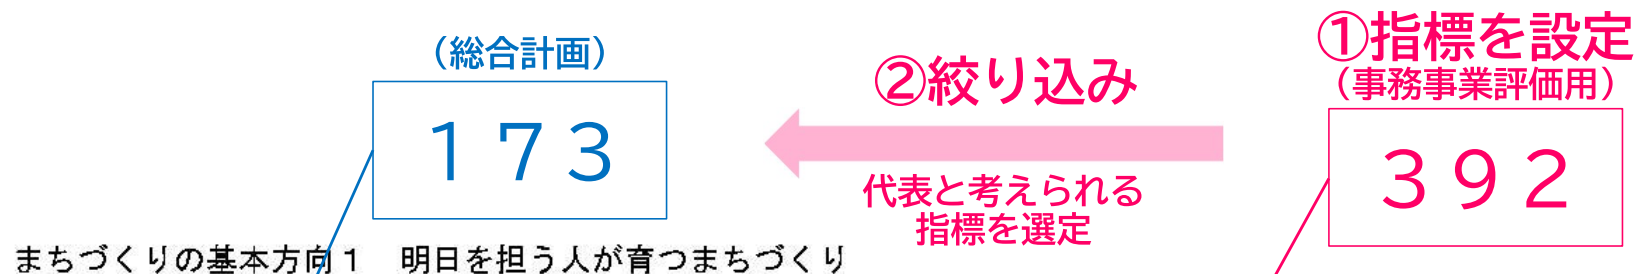 （総合計画）
１７３
②絞り込み
代表と考えられる
指標を選定
①指標を設定
（事務事業評価用）
３９２
まちづくりの基本方向１　明日を担う人が育つまちづくり